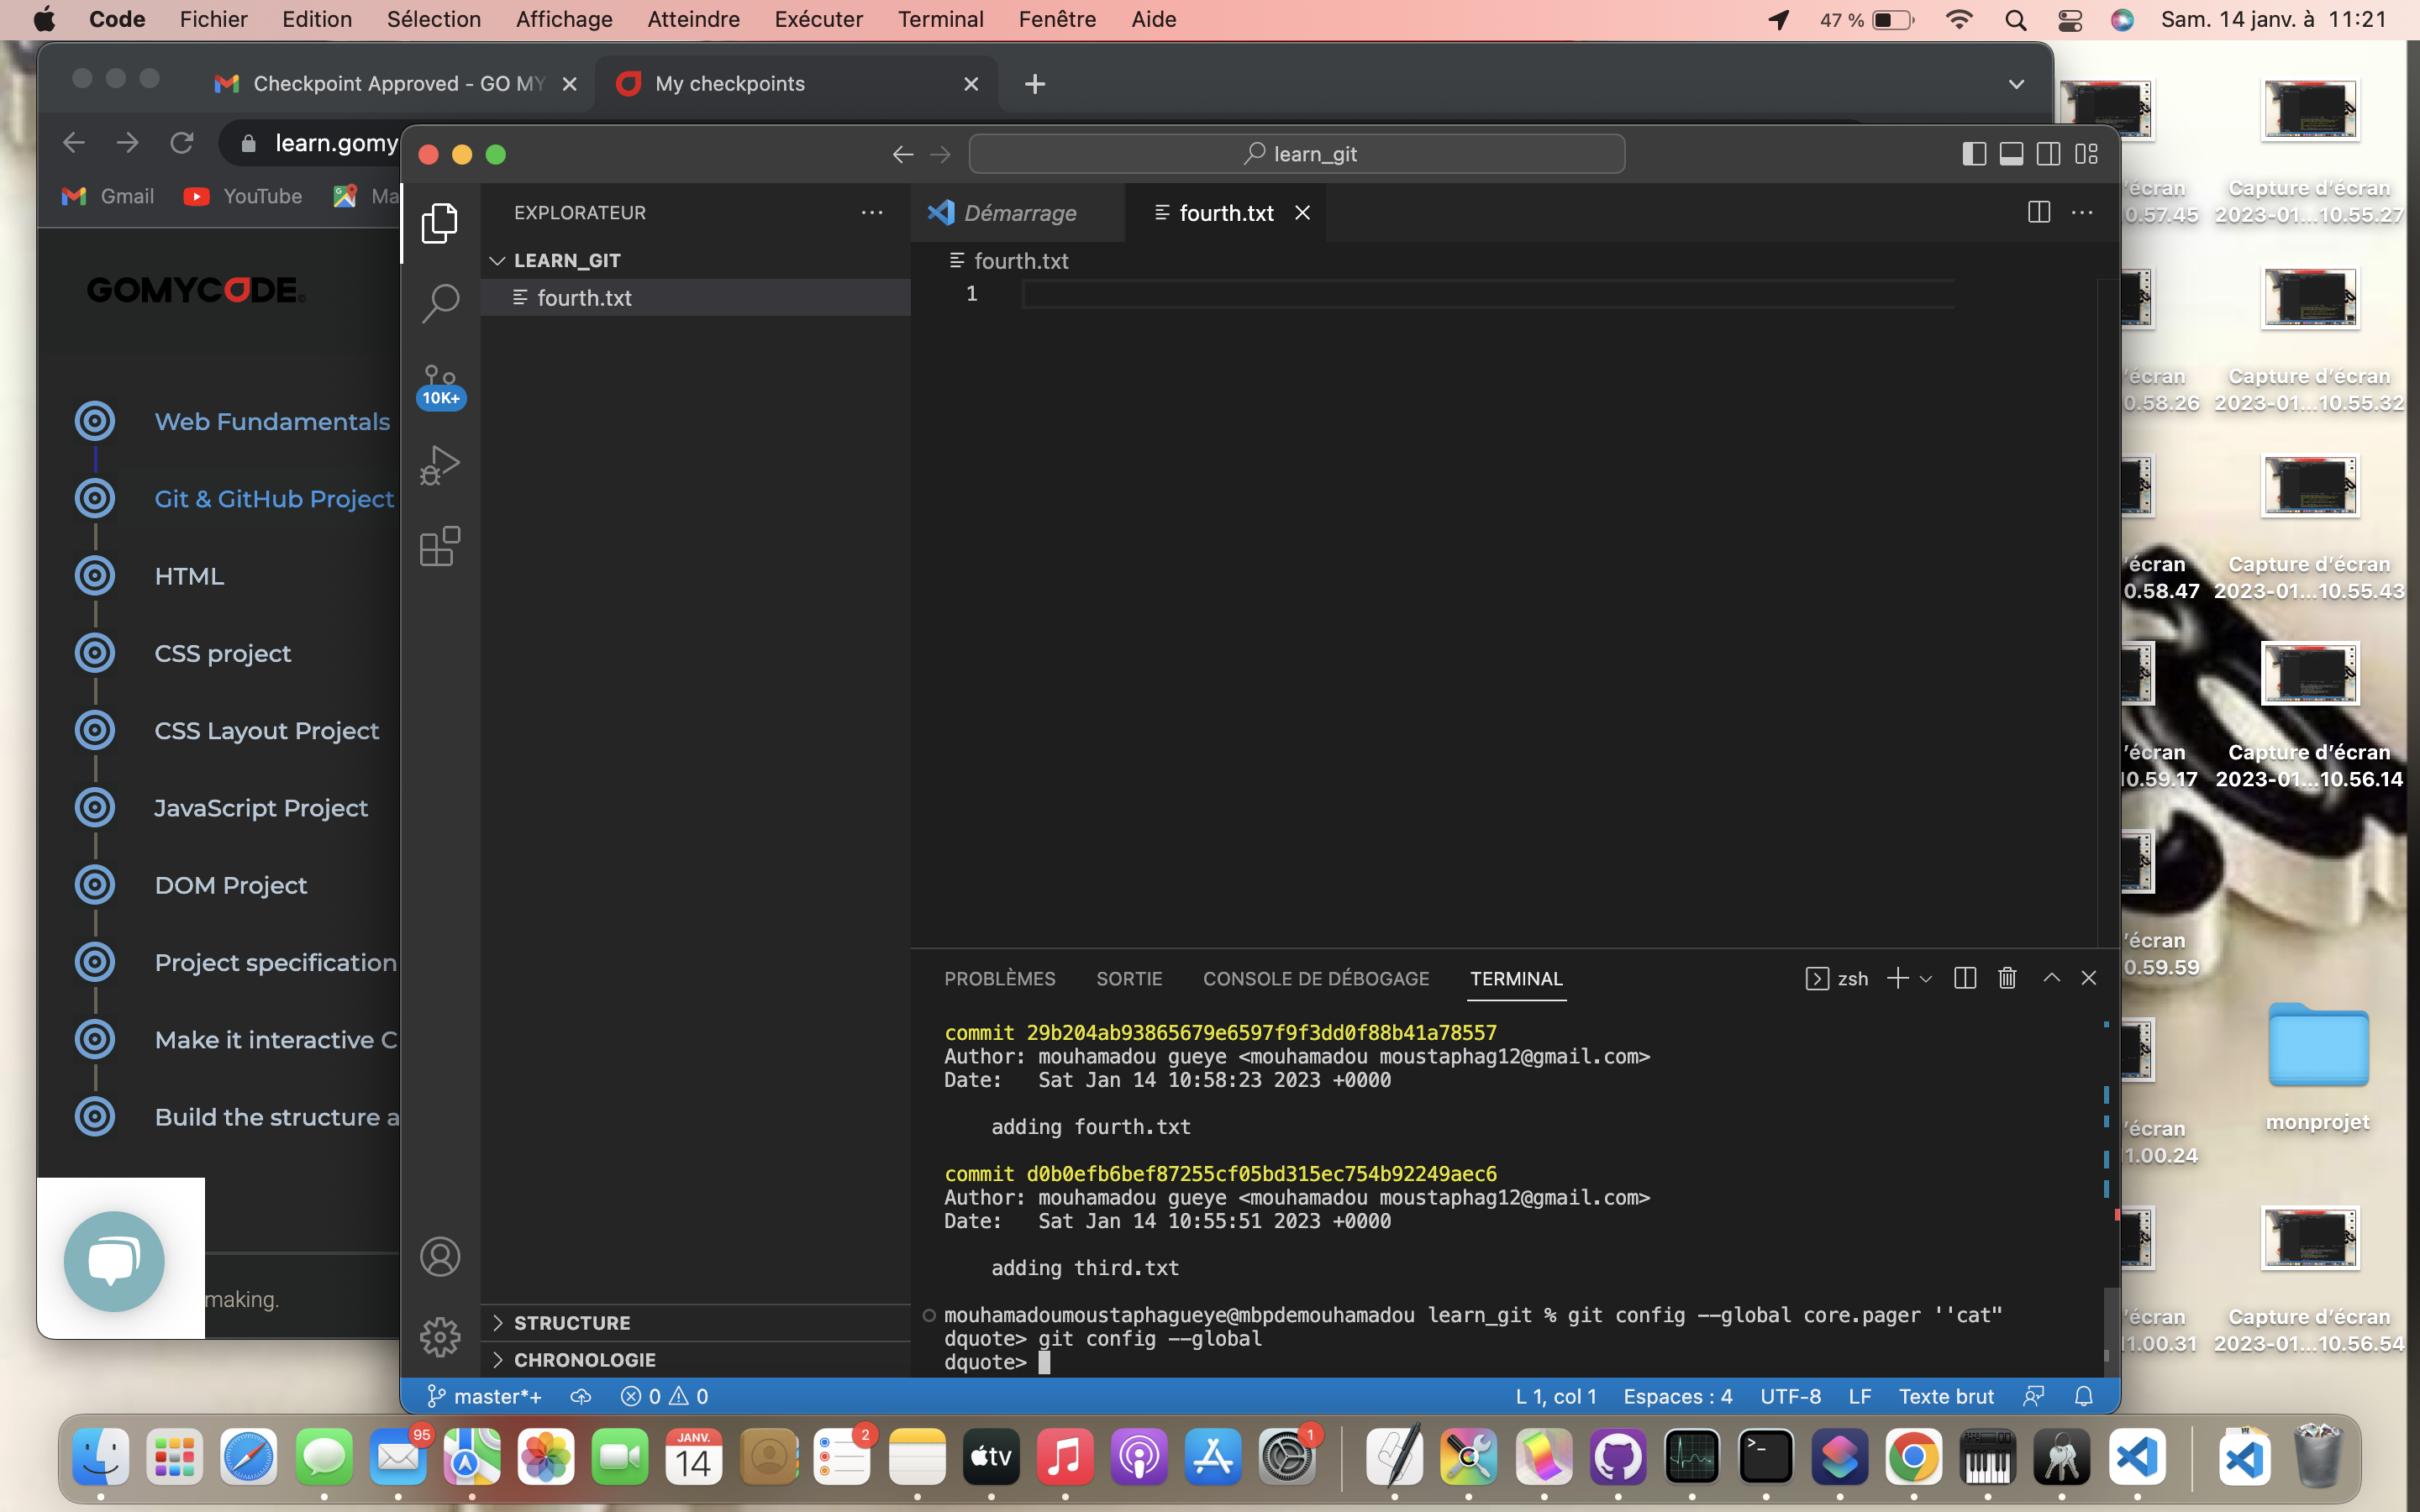 Code Fichier Edition Sélection Affichage Atteindre Exécuter Terminal Fenêtre Aide
47 % Sam. 14 janv. à 11:21
Checkpoint Approved - GO MY
My checkpoints
learn.gomy
Gmail YouTube Ma
GOMYCODE
Web Fundamentals
Git & GitHub Project
HTML
CSS project
CSS Layout Project
JavaScript Project
DOM Project
Project specification
Make it interactive C
Build the structure a
making.
learn_git
EXPLORATEUR
LEARN_GIT
fourth.txt
10K+
STRUCTURE
CHRONOLOGIE
Démarrage
fourth.txt
fourth.txt
1
PROBLÈMES SORTIE CONSOLE DE DÉBOGAGE TERMINAL
zsh
commit 29b204ab93865679e6597f9f3dd0f88b41a78557
Author: mouhamadou gueye <mouhamadou moustaphag12@gmail.com>
Date: Sat Jan 14 10:58:23 2023 +0000
adding fourth.txt
commit d0b0efb6bef87255cf05bd315ec754b92249aec6
Author: mouhamadou gueye <mouhamadou moustaphag12@gmail.com>
Date: Sat Jan 14 10:55:51 2023 +0000
adding third.txt
mouhamadoumoustaphagueye@mbpdemouhamadou learn_git % git config --global core.pager ''cat"
dquote> git config --global
dquote>
master*+ 0 0
L 1, col 1 Espaces : 4 UTF-8 LF Texte brut
'écran
0.57.45
Capture d'écran
2023-01...10.55.27
'écran
0.58.26
Capture d'écran
2023-01...10.55.32
'écran
0.58.47
Capture d'écran
2023-01...10.55.43
'écran
10.59.17
Capture d'écran
2023-01...10.56.14
'écran
0.59.59
monprojet
'écran
1.00.24
'écran
11.00.31
Capture d'écran
2023-01...10.56.54
95
JANV.
14
2
tv
1